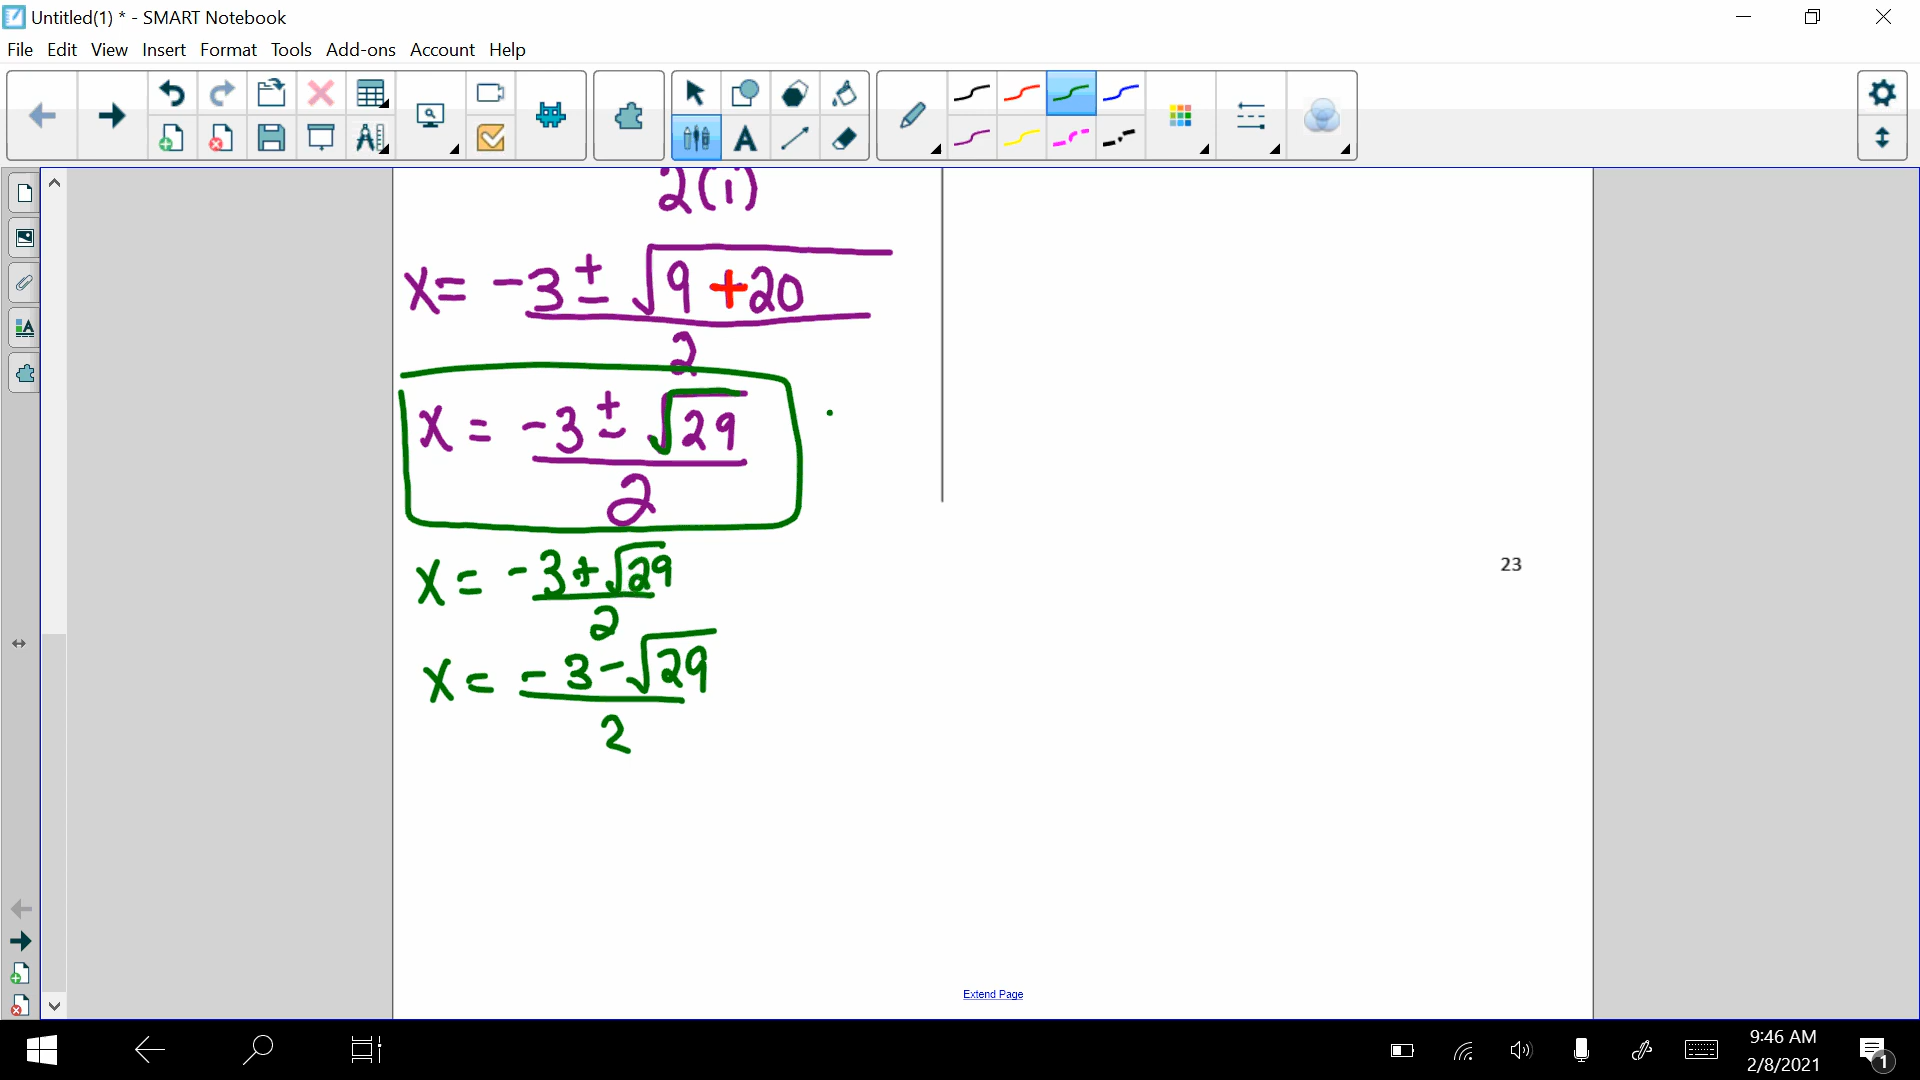 Untitled(1) * - SMART Notebook
File Edit View Insert Format Tools Add-ons Account Help
2(1)
x = -3 ± √9 + 20
2
x = -3 ± √29
2
x = -3 + √29
2
x = -3 - √29
2
23
Extend Page
9:46 AM
2/8/2021
1